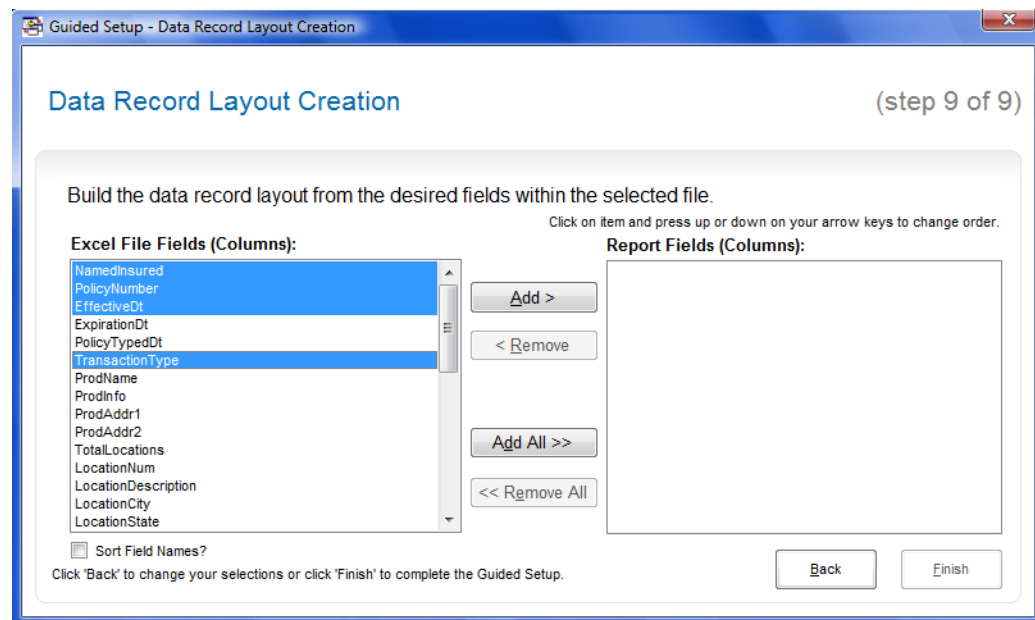 Guided Setup - Data Record Layout Creation
x
Data Record Layout Creation
(step 9 of 9)
Build the data record layout from the desired fields within the selected file.
Click on item and press up or down on your arrow keys to change order.
Excel File Fields (Columns):
Report Fields (Columns):
NamedInsured
PolicyNumber
EffectiveDt
ExpirationDt
PolicyTypedDt
TransactionType
ProdName
ProdInfo
ProdAddr1
ProdAddr2
TotalLocations
LocationNum
LocationDescription
LocationCity
LocationState
Add >
< Remove
Add All >>
<< Remove All
Sort Field Names?
Click 'Back' to change your selections or click 'Finish' to complete the Guided Setup.
Back
Finish